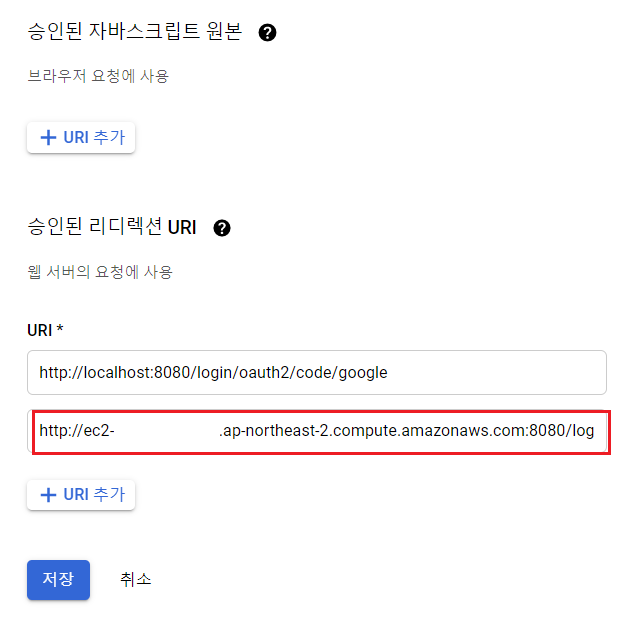 승인된 자바스크립트 원본
브라우저 요청에 사용
URI 추가
승인된 리디렉션 URI
웹 서버의 요청에 사용
URI *
http://localhost:8080/login/oauth2/code/google
http://ec2- .ap-northeast-2.compute.amazonaws.com:8080/log
URI 추가
저장 취소